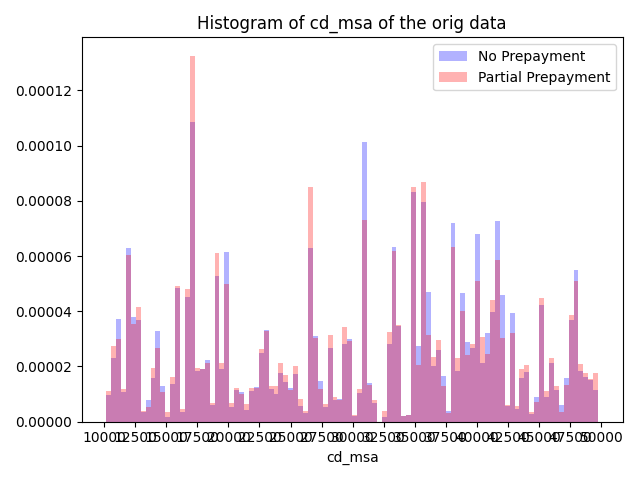 Histogram of cd_msa of the orig data
No Prepayment
Partial Prepayment
0.00012
0.00010
0.00008
0.00006
0.00004
0.00002
0.00000
10000 12500 15000 17500 20000 22500 25000 27500 30000 32500 35000 37500 40000 42500 45000 47500 50000
cd_msa